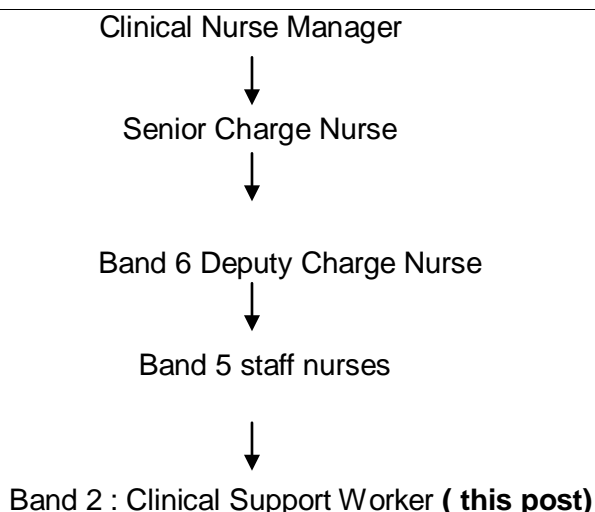 Clinical Nurse Manager
Senior Charge Nurse
Band 6 Deputy Charge Nurse
Band 5 staff nurses
Band 2 : Clinical Support Worker ( this post)